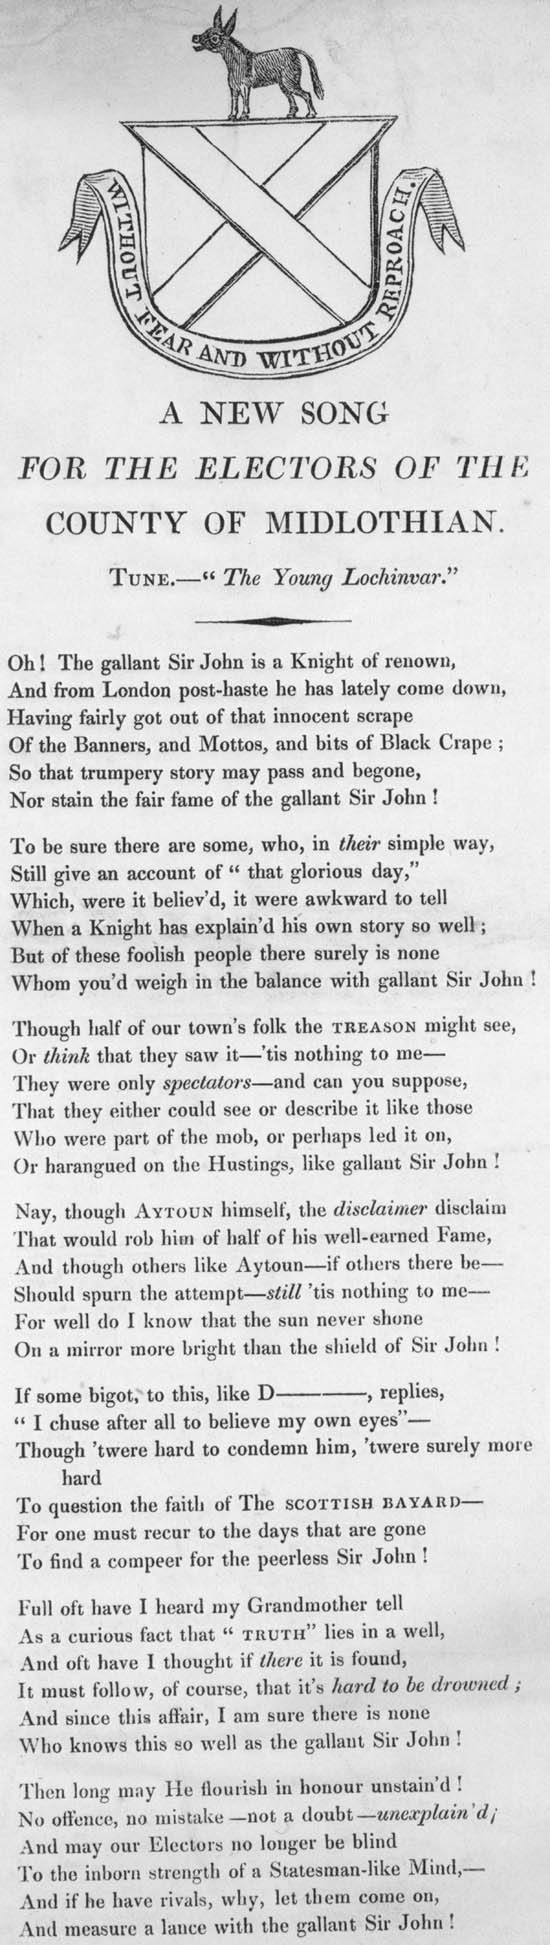 WITHOUT FEAR AND WITHOUT REPROACH.
A NEW SONG
FOR THE ELECTORS OF THE
COUNTY OF MIDLOTHIAN.
TUNE.—“ The Young Lochinvar.”
Oh! The gallant Sir John is a Knight of renown,
And from London post-haste he has lately come down,
Having fairly got out of that innocent scrape
Of the Banners, and Mottos, and bits of Black Crape ;
So that trumpery story may pass and begone,
Nor stain the fair fame of the gallant Sir John !
To be sure there are some, who, in their simple way,
Still give an account of “ that glorious day,”
Which, were it believ'd, it were awkward to tell
When a Knight has explain'd his own story so well ;
But of these foolish people there surely is none
Whom you'd weigh in the balance with gallant Sir John !
Though half of our town's folk the TREASON might see,
Or think that they saw it—'tis nothing to me—
They were only spectators—and can you suppose,
That they either could see or describe it like those
Who were part of the mob, or perhaps led it on,
Or harangued on the Hustings, like gallant Sir John !
Nay, though AYTOUN himself, the disclaimer disclaim
That would rob him of half of his well-earned Fame,
And though others like Aytoun—if others there be—
Should spurn the attempt—still 'tis nothing to me—
For well do I know that the sun never shone
On a mirror more bright than the shield of Sir John !
If some bigot, to this, like D————, replies,
“ I chuse after all to believe my own eyes”—
Though 'twere hard to condemn him, 'twere surely more
hard
To question the faith of The SCOTTISH BAYARD—
For one must recur to the days that are gone
To find a compeer for the peerless Sir John !
Full oft have I heard my Grandmother tell
As a curious fact that “ TRUTH” lies in a well,
And oft have I thought if there it is found,
It must follow, of course, that it's hard to be drowned ;
And since this affair, I am sure there is none
Who knows this so well as the gallant Sir John !
Then long may He flourish in honour unstain'd !
No offence, no mistake—not a doubt—unexplain'd;
And may our Electors no longer be blind
To the inborn strength of a Statesman-like Mind,—
And if he have rivals, why, let them come on,
And measure a lance with the gallant Sir John !